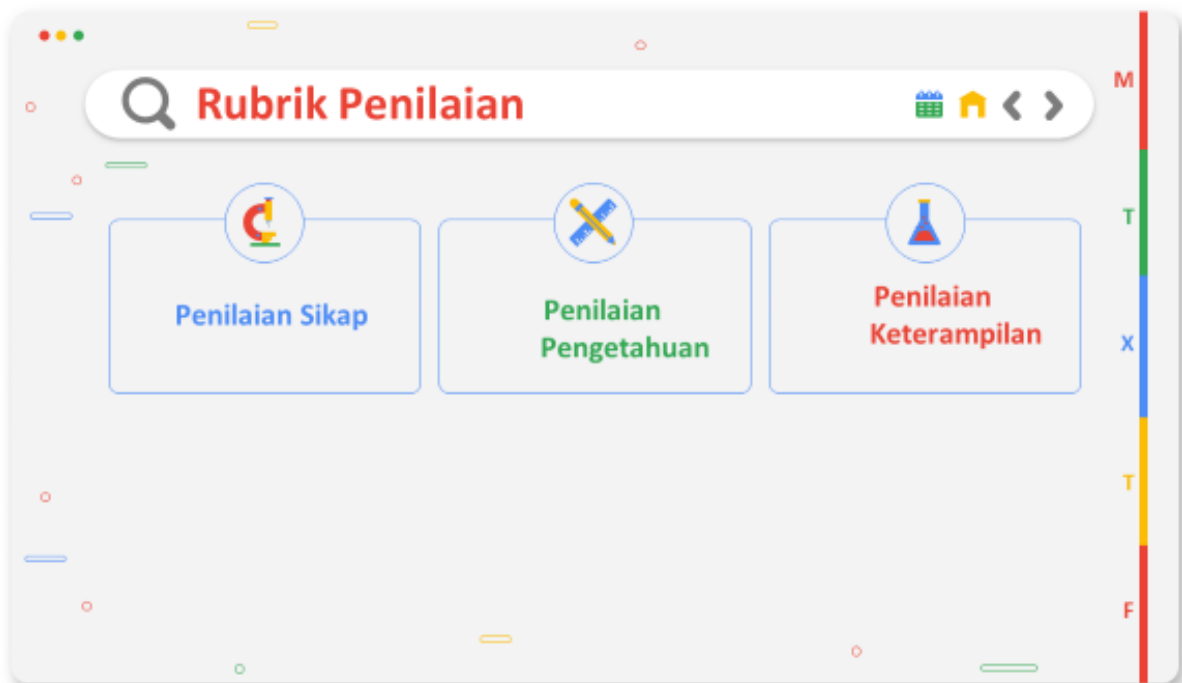 Rubrik Penilaian
Penilaian Sikap
Penilaian
Pengetahuan
Penilaian
Keterampilan
M
T
X
T
F